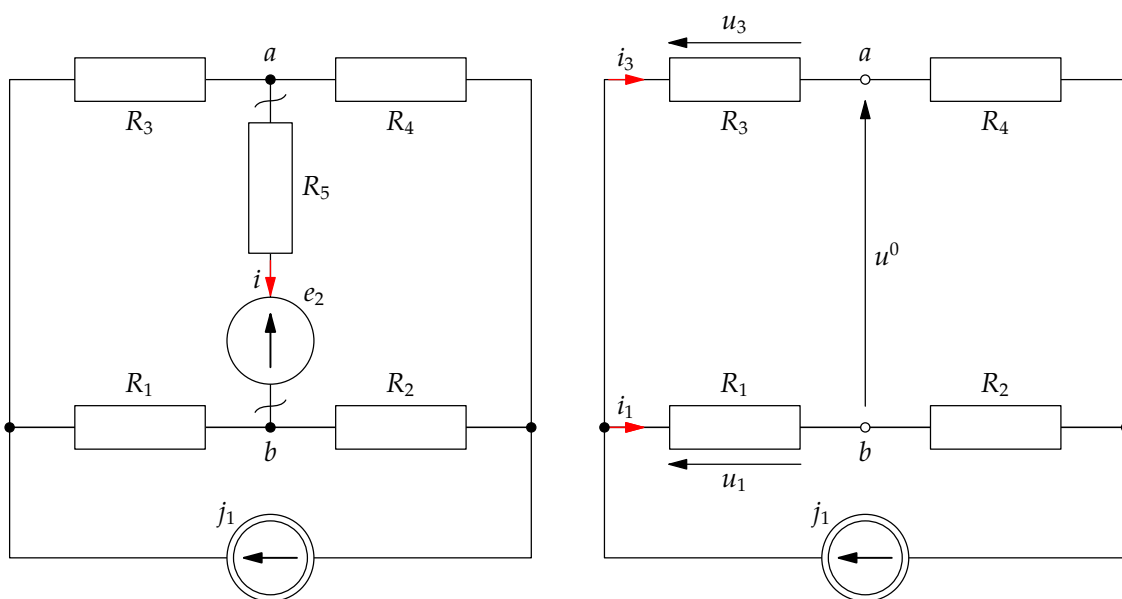 a
R₃
R₄
R₅
i
e₂
R₁
R₂
b
j₁
u₃
i₃
a
R₃
R₄
u⁰
i₁
R₁
R₂
b
u₁
j₁